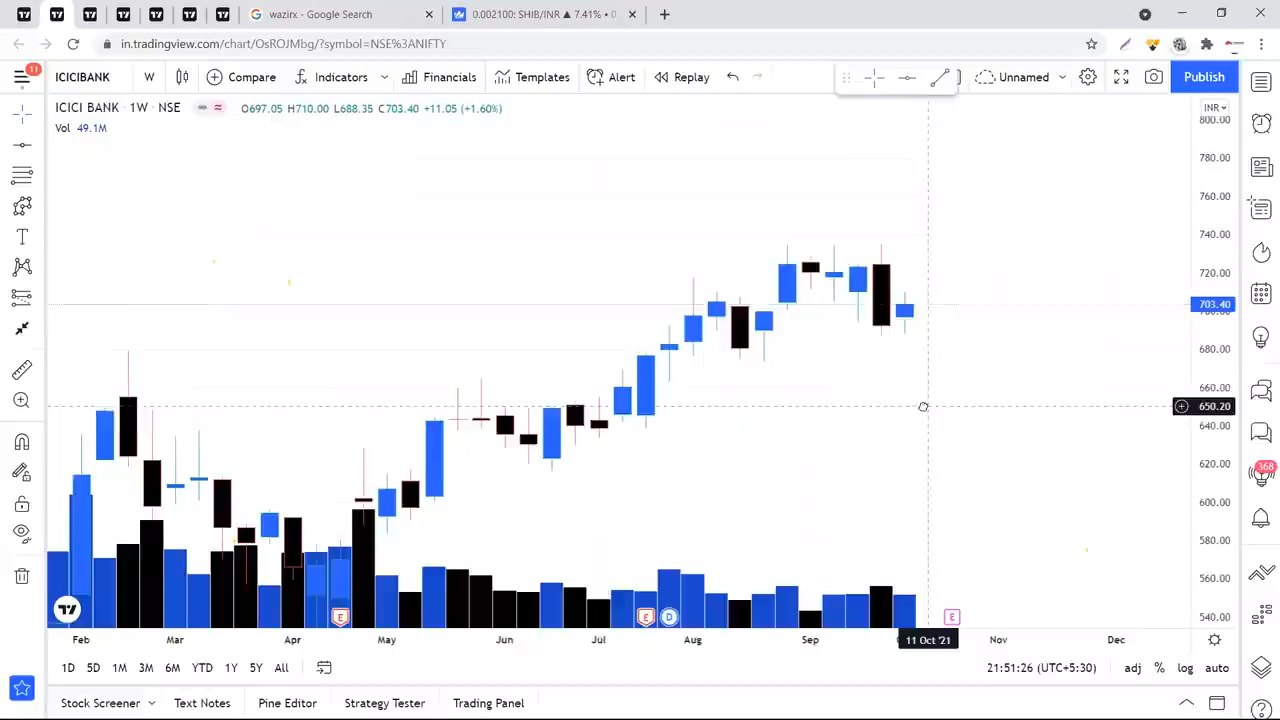 wazirx - Google Search
0.002100: SHIB/INR ▲ 7.41% •
in.tradingview.com/chart/OsROJMbg/?symbol=NSE%3ANIFTY
11
ICICIBANK
W
Compare
Indicators
Financials
Templates
Alert
Replay
Unnamed
Publish
ICICI BANK · 1W · NSE
O697.05 H710.00 L688.35 C703.40 +11.05 (+1.60%)
Vol 49.1M
INR
800.00
780.00
760.00
740.00
720.00
703.40
680.00
660.00
650.20
640.00
620.00
600.00
580.00
560.00
540.00
368
E
E
D
E
Feb
Mar
Apr
May
Jun
Jul
Aug
Sep
11 Oct '21
Nov
Dec
1D 5D 1M 3M 6M YTD 1Y 5Y All
21:51:26 (UTC+5:30)
adj % log auto
Stock Screener
Text Notes
Pine Editor
Strategy Tester
Trading Panel